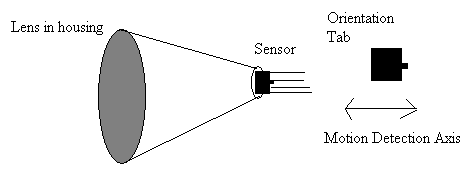 Lens in housing
Sensor
Orientation
Tab
Motion Detection Axis